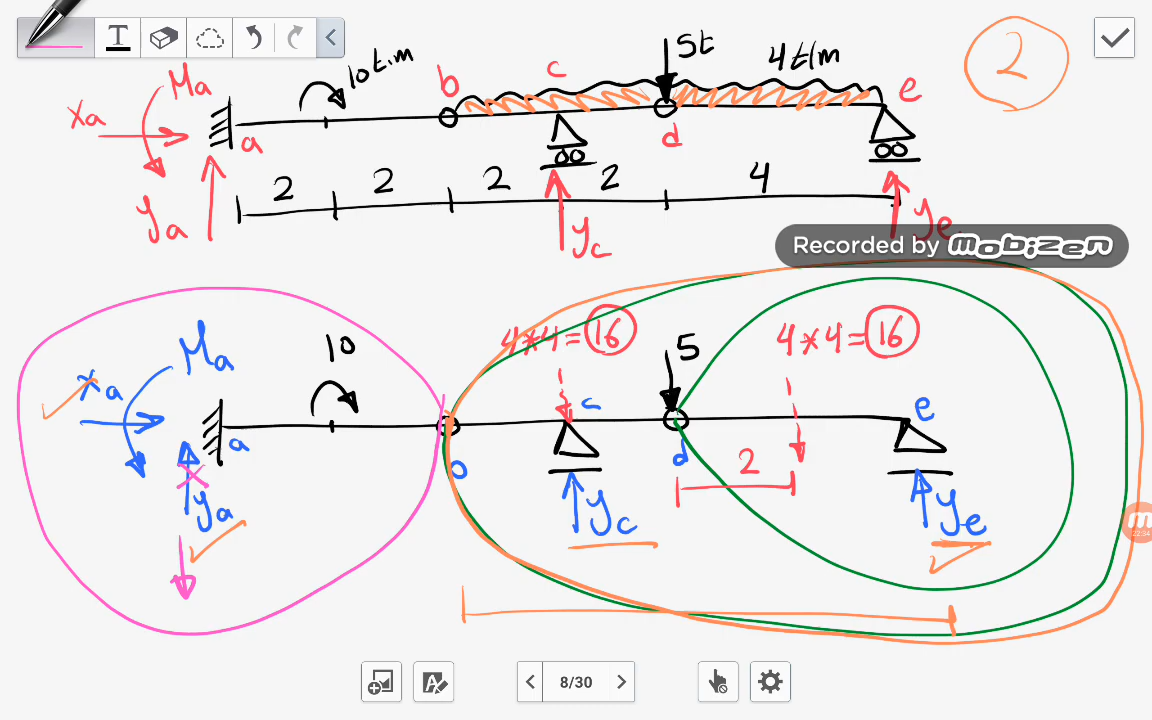 T
5t
4t/m
10t.m
2
Ma
b
c
e
Xa
a
d
2 2 2 2 4
ya
yc
ye
Recorded by mobizen
4*4=16
4*4=16
10
5
Ma
xa
c
e
a
d
2
b
ya
yc
ye
8/30